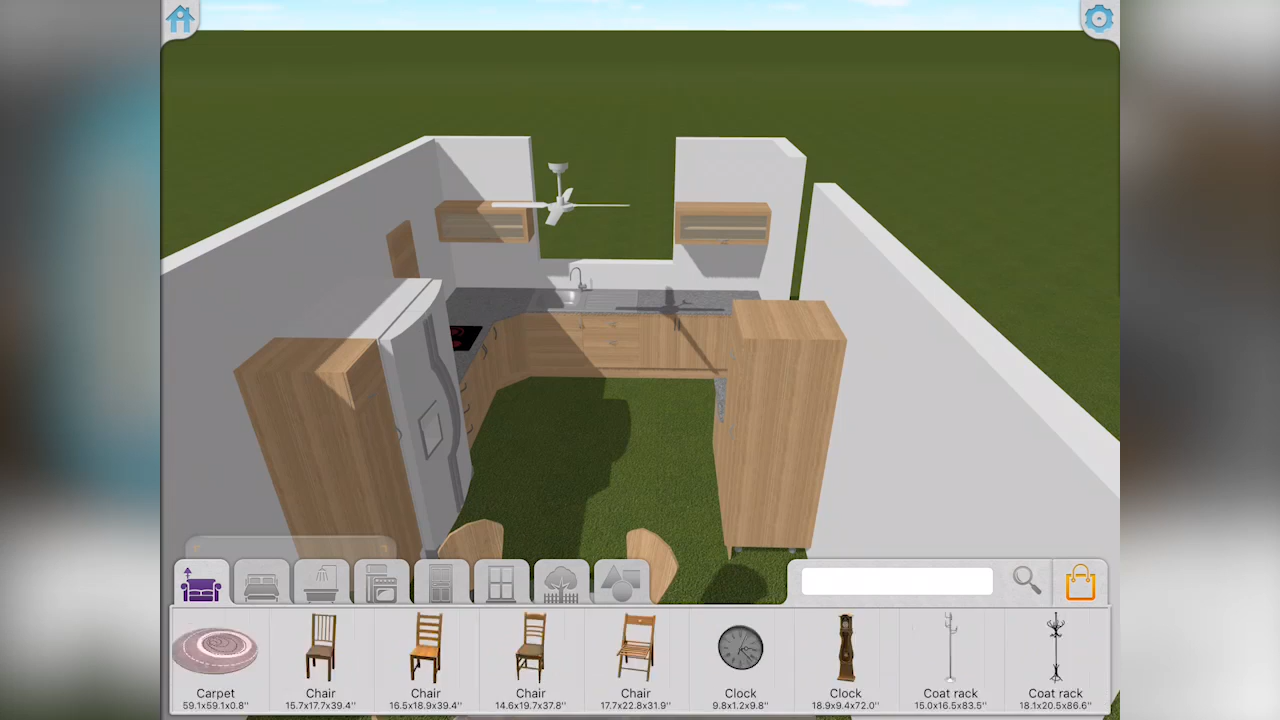 Carpet
59.1x59.1x0.8''
Chair
15.7x17.7x39.4''
Chair
16.5x18.9x39.4''
Chair
14.6x19.7x37.8''
Chair
17.7x22.8x31.9''
Clock
9.8x1.2x9.8''
Clock
18.9x9.4x72.0''
Coat rack
15.0x16.5x83.5''
Coat rack
18.1x20.5x86.6''